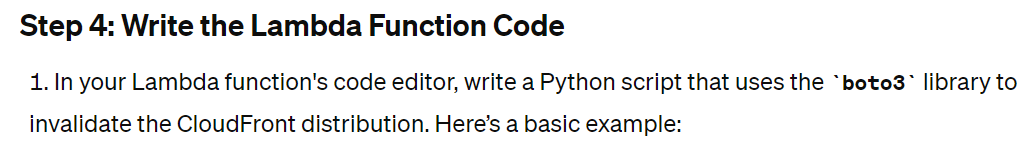 Step 4: Write the Lambda Function Code
1. In your Lambda function's code editor, write a Python script that uses the `boto3` library to
invalidate the CloudFront distribution. Here’s a basic example: